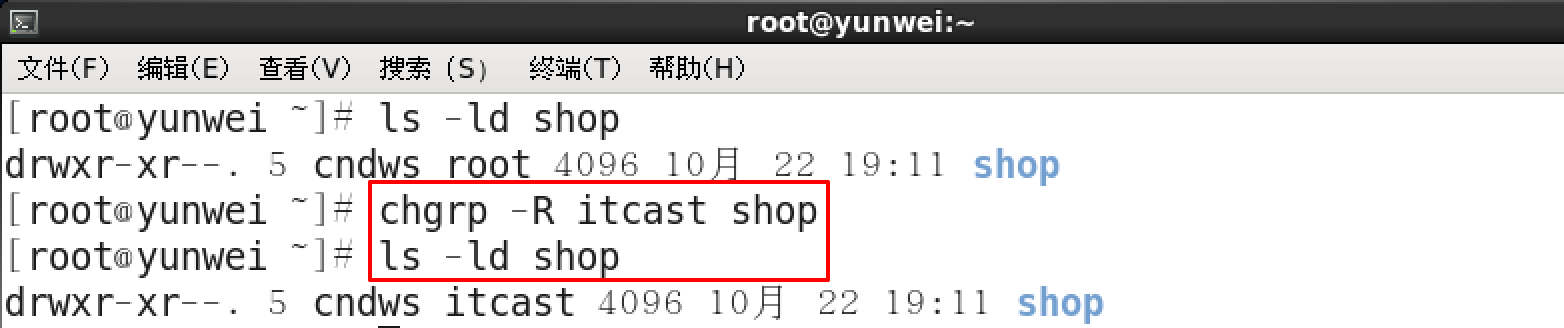 root@yunwei:~
文件(F) 编辑(E) 查看(V) 搜索 (S) 终端(T) 帮助(H)
[root@yunwei ~]# ls -ld shop
drwxr-xr--. 5 cndws root 4096 10月 22 19:11 shop
[root@yunwei ~]# chgrp -R itcast shop
[root@yunwei ~]# ls -ld shop
drwxr-xr--. 5 cndws itcast 4096 10月 22 19:11 shop